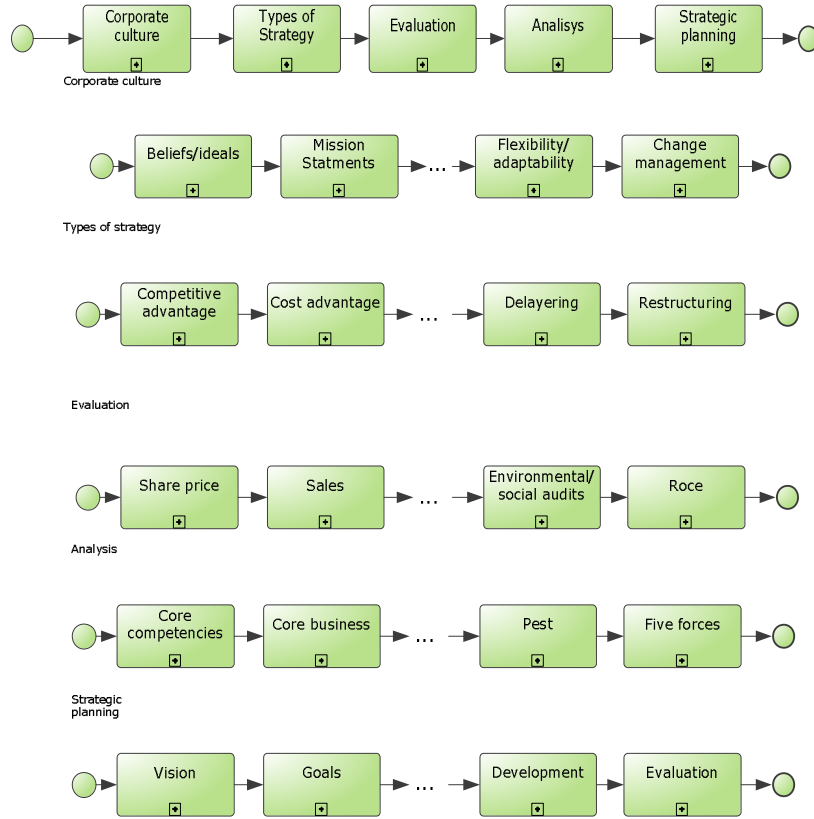 Corporate
culture
Types of
Strategy
Evaluation
Analisys
Strategic
planning
Corporate culture
Beliefs/ideals
Mission
Statments
...
Flexibility/
adaptability
Change
management
Types of strategy
Competitive
advantage
Cost advantage
...
Delayering
Restructuring
Evaluation
Share price
Sales
...
Environmental/
social audits
Roce
Analysis
Core
competencies
Core business
...
Pest
Five forces
Strategic
planning
Vision
Goals
...
Development
Evaluation